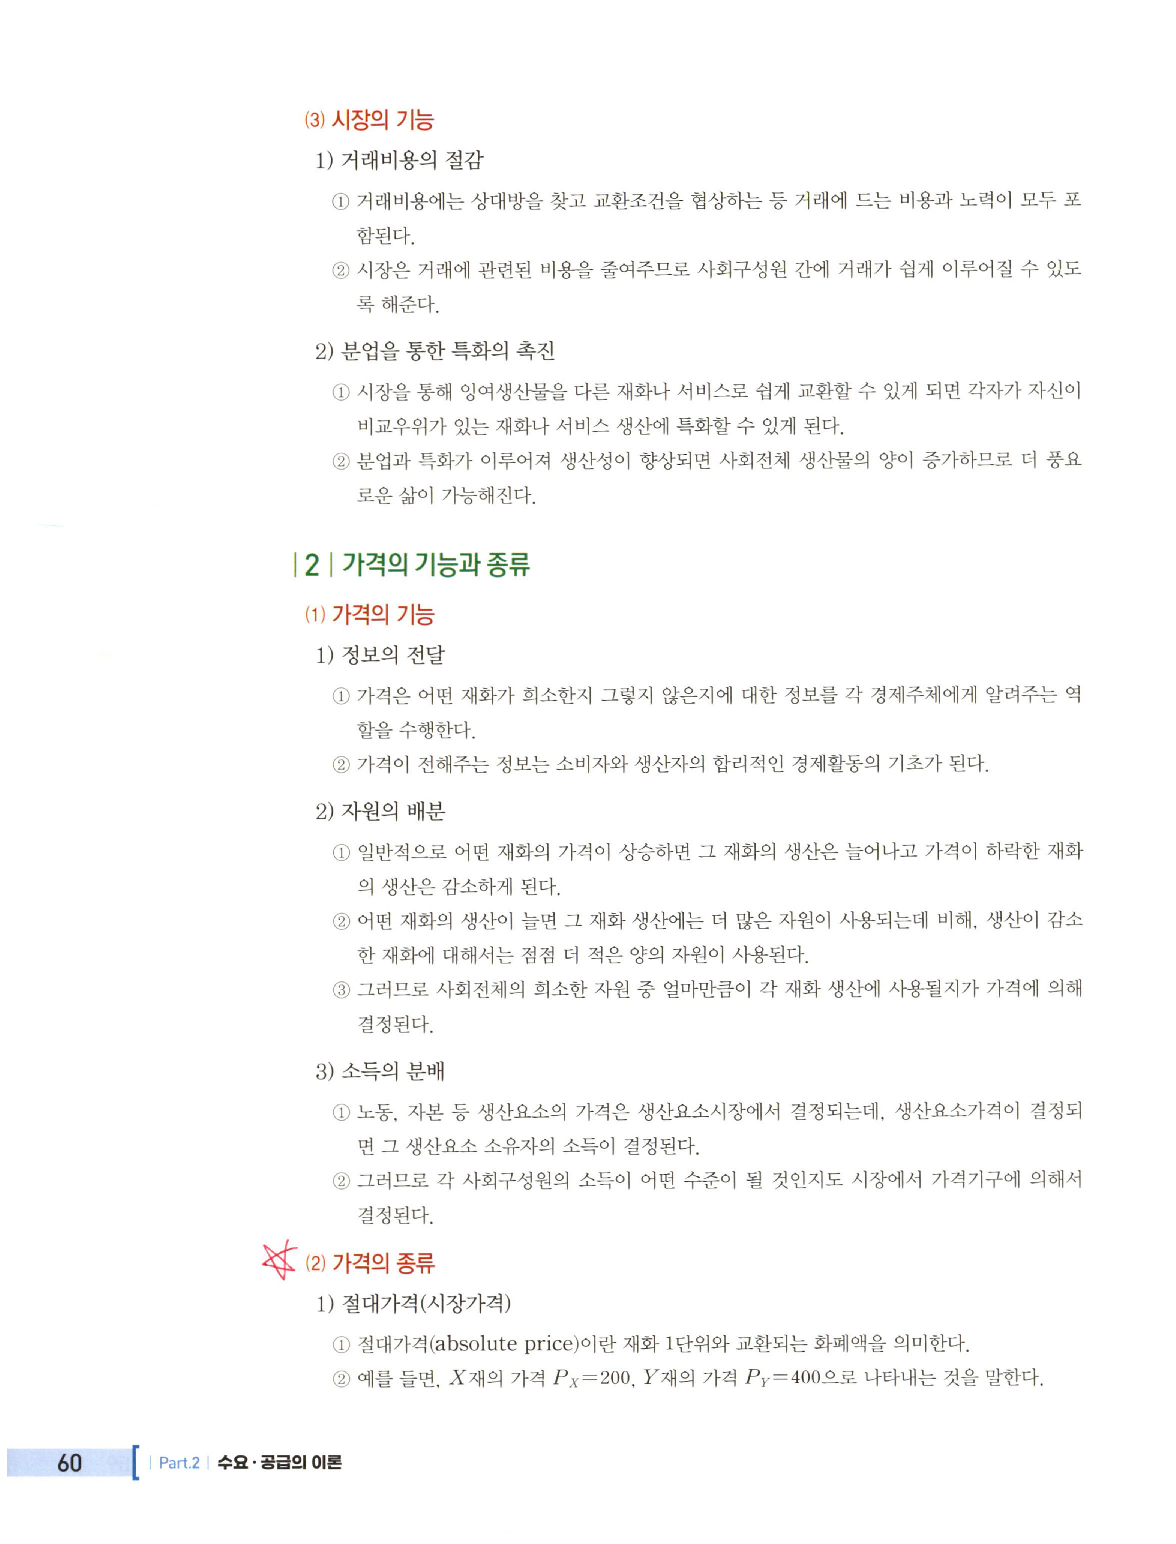 (3) 시장의 기능
1) 거래비용의 절감
① 거래비용에는 상대방을 찾고 교환조건을 협상하는 등 거래에 드는 비용과 노력이 모두 포
함된다.
② 시장은 거래에 관련된 비용을 줄여주므로 사회구성원 간에 거래가 쉽게 이루어질 수 있도
록 해준다.
2) 분업을 통한 특화의 촉진
① 시장을 통해 잉여생산물을 다른 재화나 서비스로 쉽게 교환할 수 있게 되면 각자가 자신이
비교우위가 있는 재화나 서비스 생산에 특화할 수 있게 된다.
② 분업과 특화가 이루어져 생산성이 향상되면 사회전체 생산물의 양이 증가하므로 더 풍요
로운 삶이 가능해진다.
|2| 가격의 기능과 종류
(1) 가격의 기능
1) 정보의 전달
① 가격은 어떤 재화가 희소한지 그렇지 않은지에 대한 정보를 각 경제주체에게 알려주는 역
할을 수행한다.
② 가격이 전해주는 정보는 소비자와 생산자의 합리적인 경제활동의 기초가 된다.
2) 자원의 배분
① 일반적으로 어떤 재화의 가격이 상승하면 그 재화의 생산은 늘어나고 가격이 하락한 재화
의 생산은 감소하게 된다.
② 어떤 재화의 생산이 늘면 그 재화 생산에는 더 많은 자원이 사용되는데 비해, 생산이 감소
한 재화에 대해서는 점점 더 적은 양의 자원이 사용된다.
③ 그러므로 사회전체의 희소한 자원 중 얼마만큼이 각 재화 생산에 사용될지가 가격에 의해
결정된다.
3) 소득의 분배
① 노동, 자본 등 생산요소의 가격은 생산요소시장에서 결정되는데, 생산요소가격이 결정되
면 그 생산요소 소유자의 소득이 결정된다.
② 그러므로 각 사회구성원의 소득이 어떤 수준이 될 것인지도 시장에서 가격기구에 의해서
결정된다.
(2) 가격의 종류
1) 절대가격(시장가격)
① 절대가격(absolute price)이란 재화 1단위와 교환되는 화폐액을 의미한다.
② 예를 들면, X재의 가격 P_X=200, Y재의 가격 P_Y=400으로 나타내는 것을 말한다.
60 | Part.2 | 수요·공급의 이론